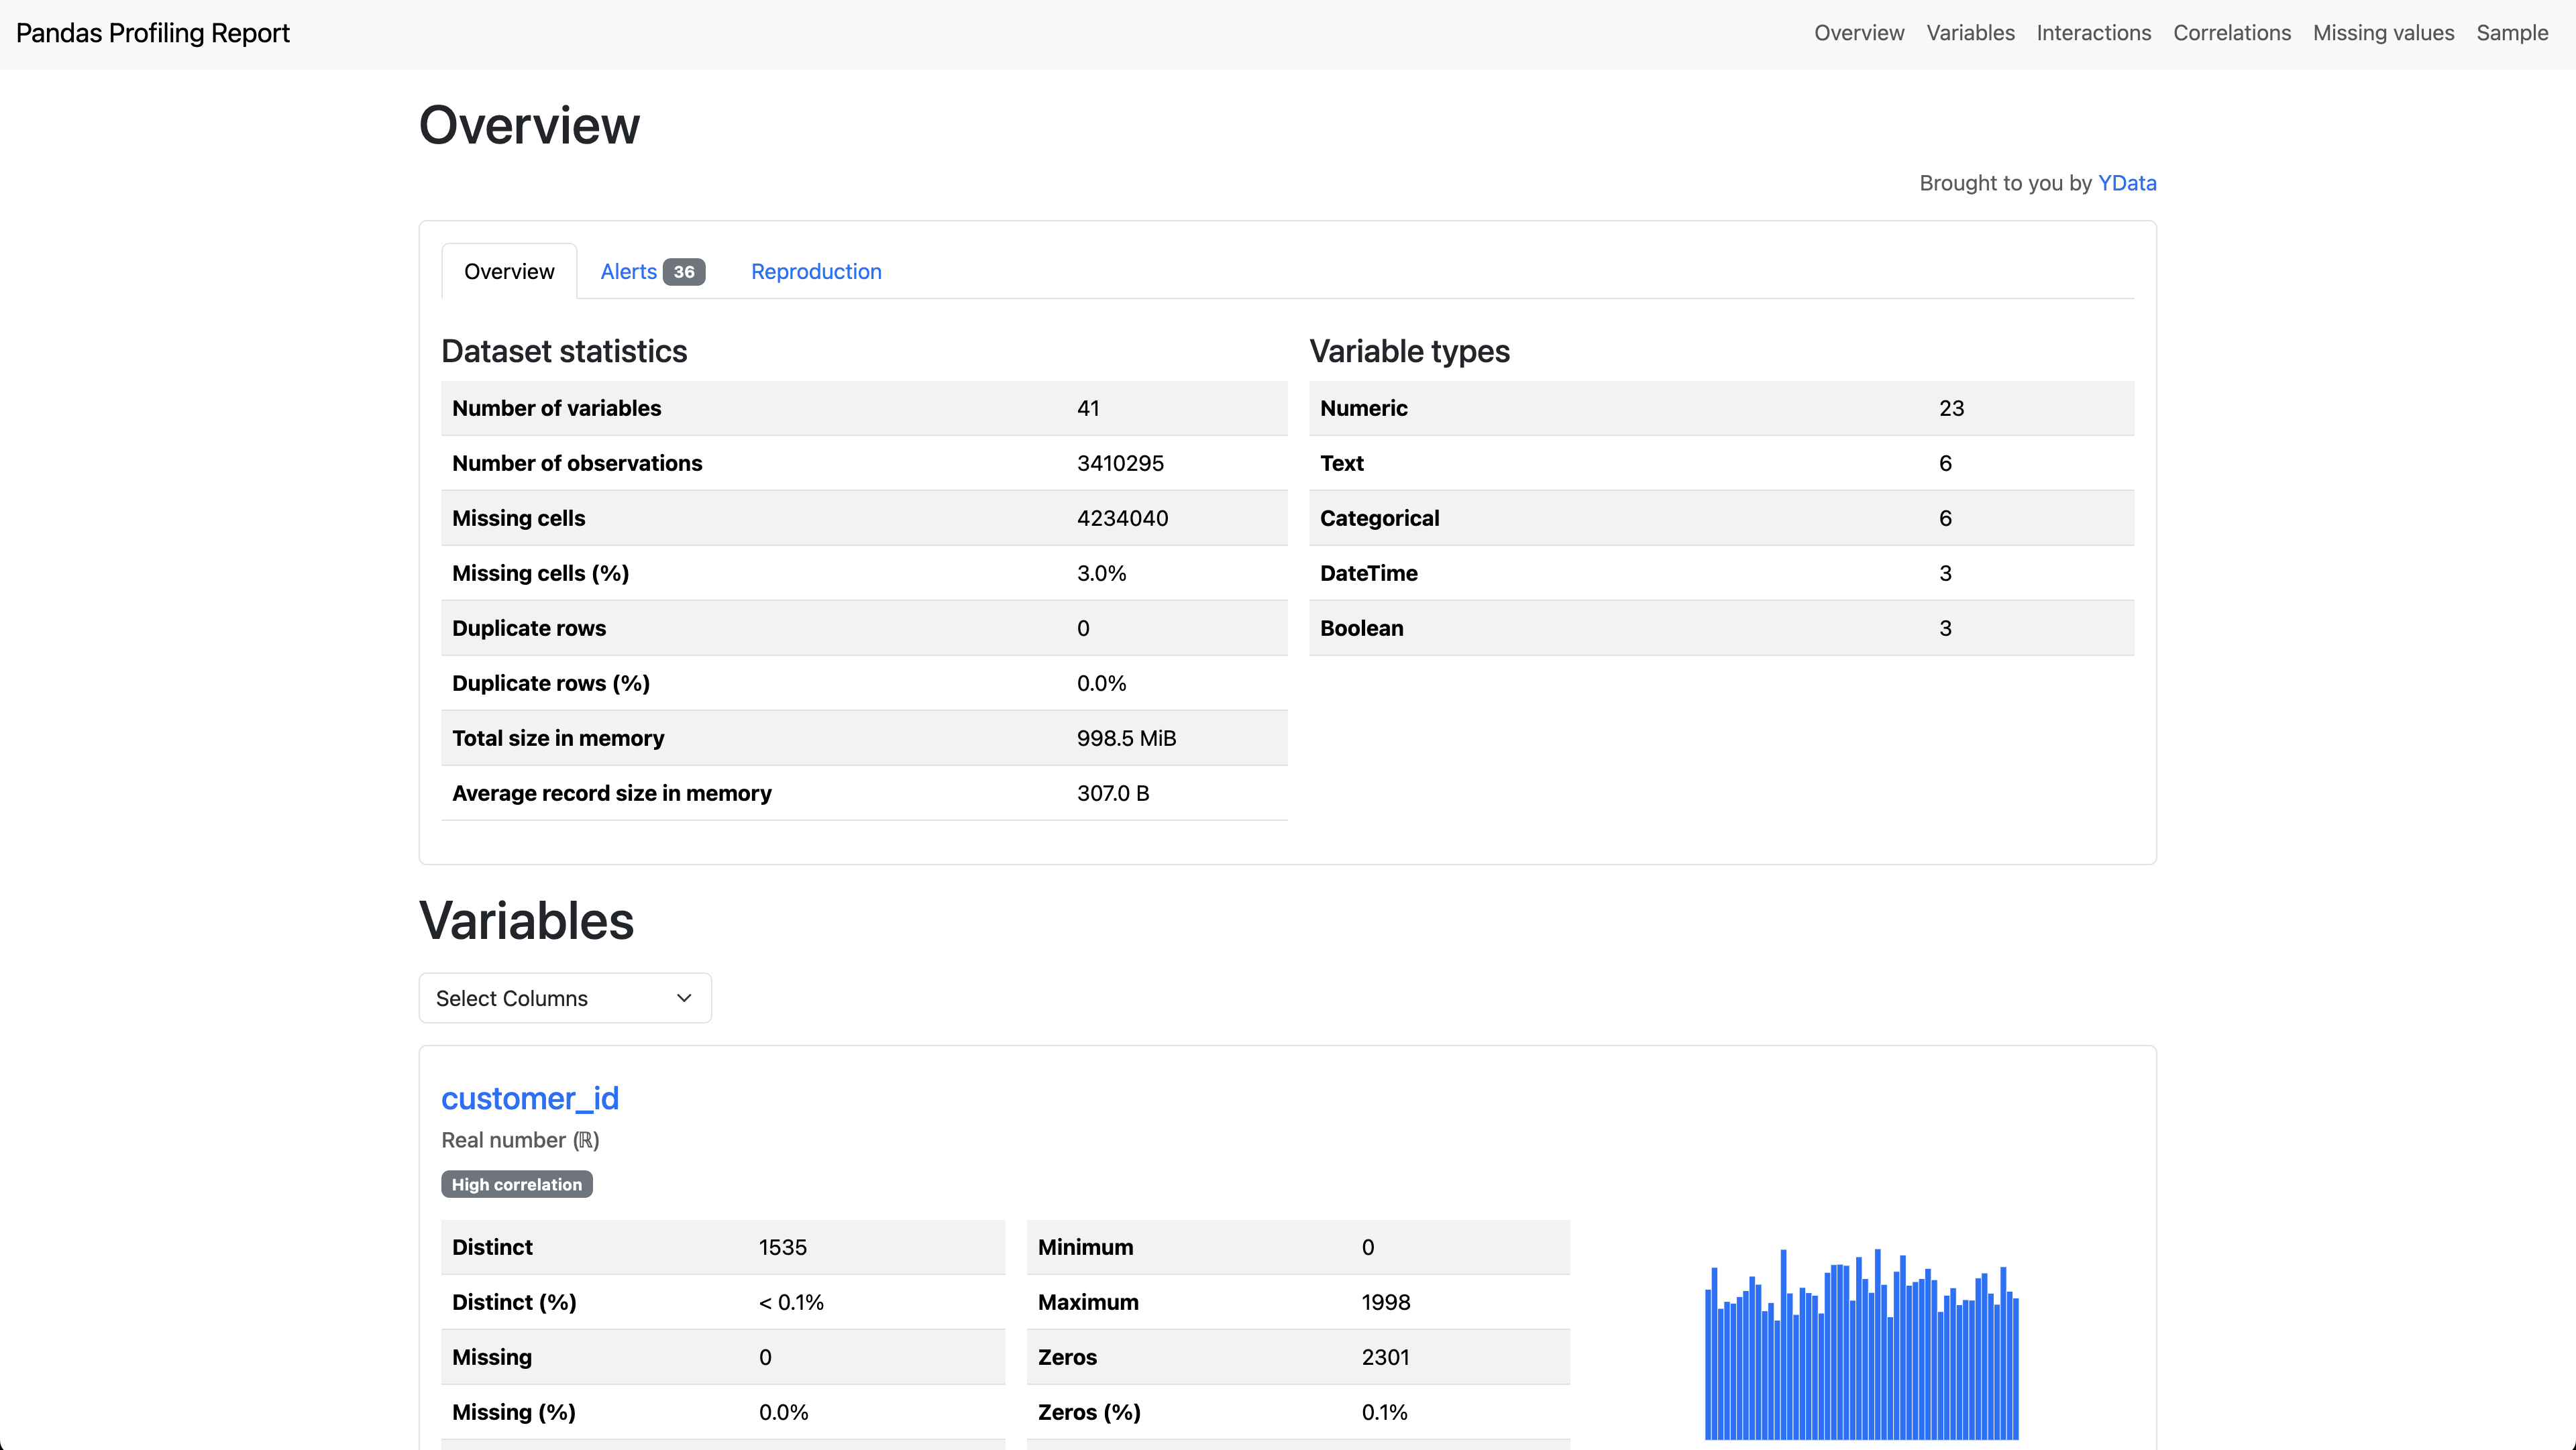 Pandas Profiling Report
Overview Variables Interactions Correlations Missing values Sample
Overview
Brought to you by YData
Overview Alerts 36 Reproduction
Dataset statistics
Number of variables 41
Number of observations 3410295
Missing cells 4234040
Missing cells (%) 3.0%
Duplicate rows 0
Duplicate rows (%) 0.0%
Total size in memory 998.5 MiB
Average record size in memory 307.0 B
Variable types
Numeric 23
Text 6
Categorical 6
DateTime 3
Boolean 3
Variables
Select Columns
customer_id
Real number (ℝ)
High correlation
Distinct 1535
Distinct (%) < 0.1%
Missing 0
Missing (%) 0.0%
Minimum 0
Maximum 1998
Zeros 2301
Zeros (%) 0.1%